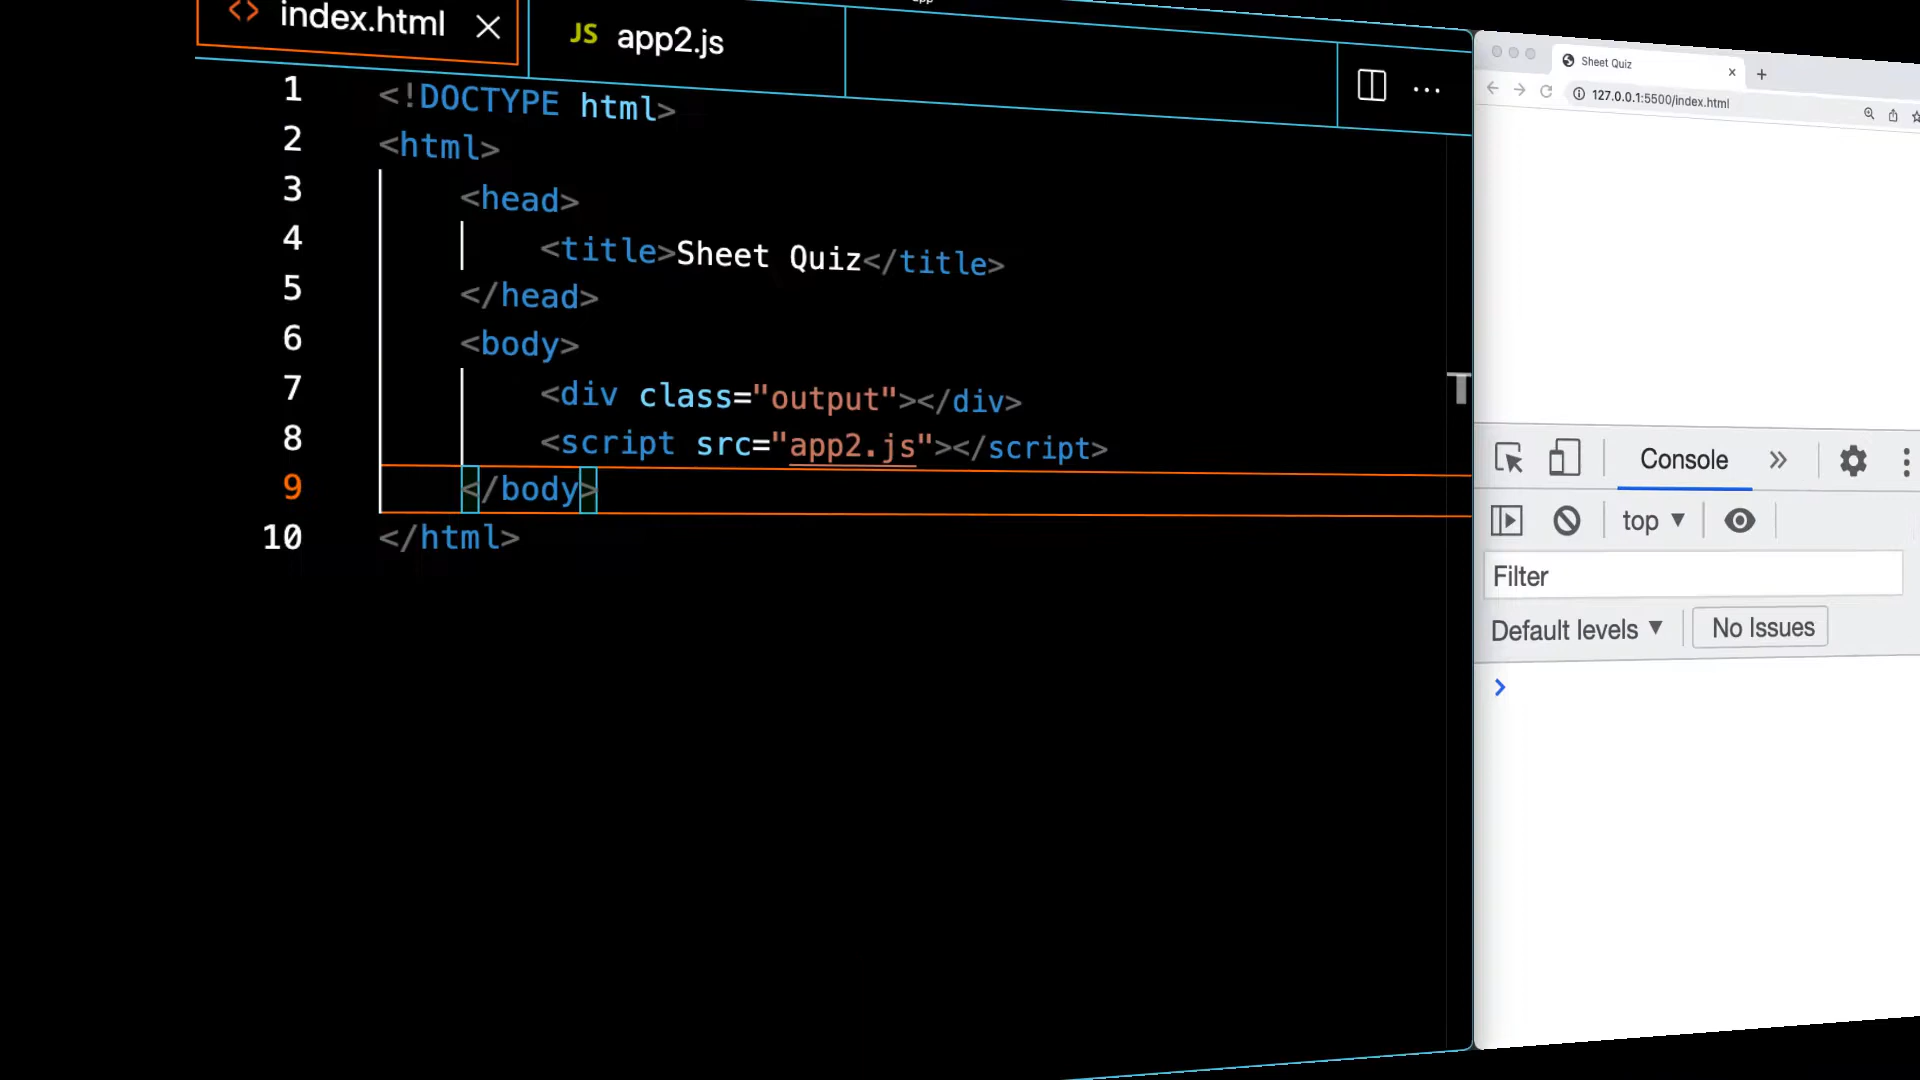 index.html
JS app2.js
1 <!DOCTYPE html>
2 <html>
3 <head>
4 <title>Sheet Quiz</title>
5 </head>
6 <body>
7 <div class="output"></div>
8 <script src="app2.js"></script>
9 </body>
10 </html>
Sheet Quiz
127.0.0.1:5500/index.html
Console
top
Filter
Default levels
No Issues